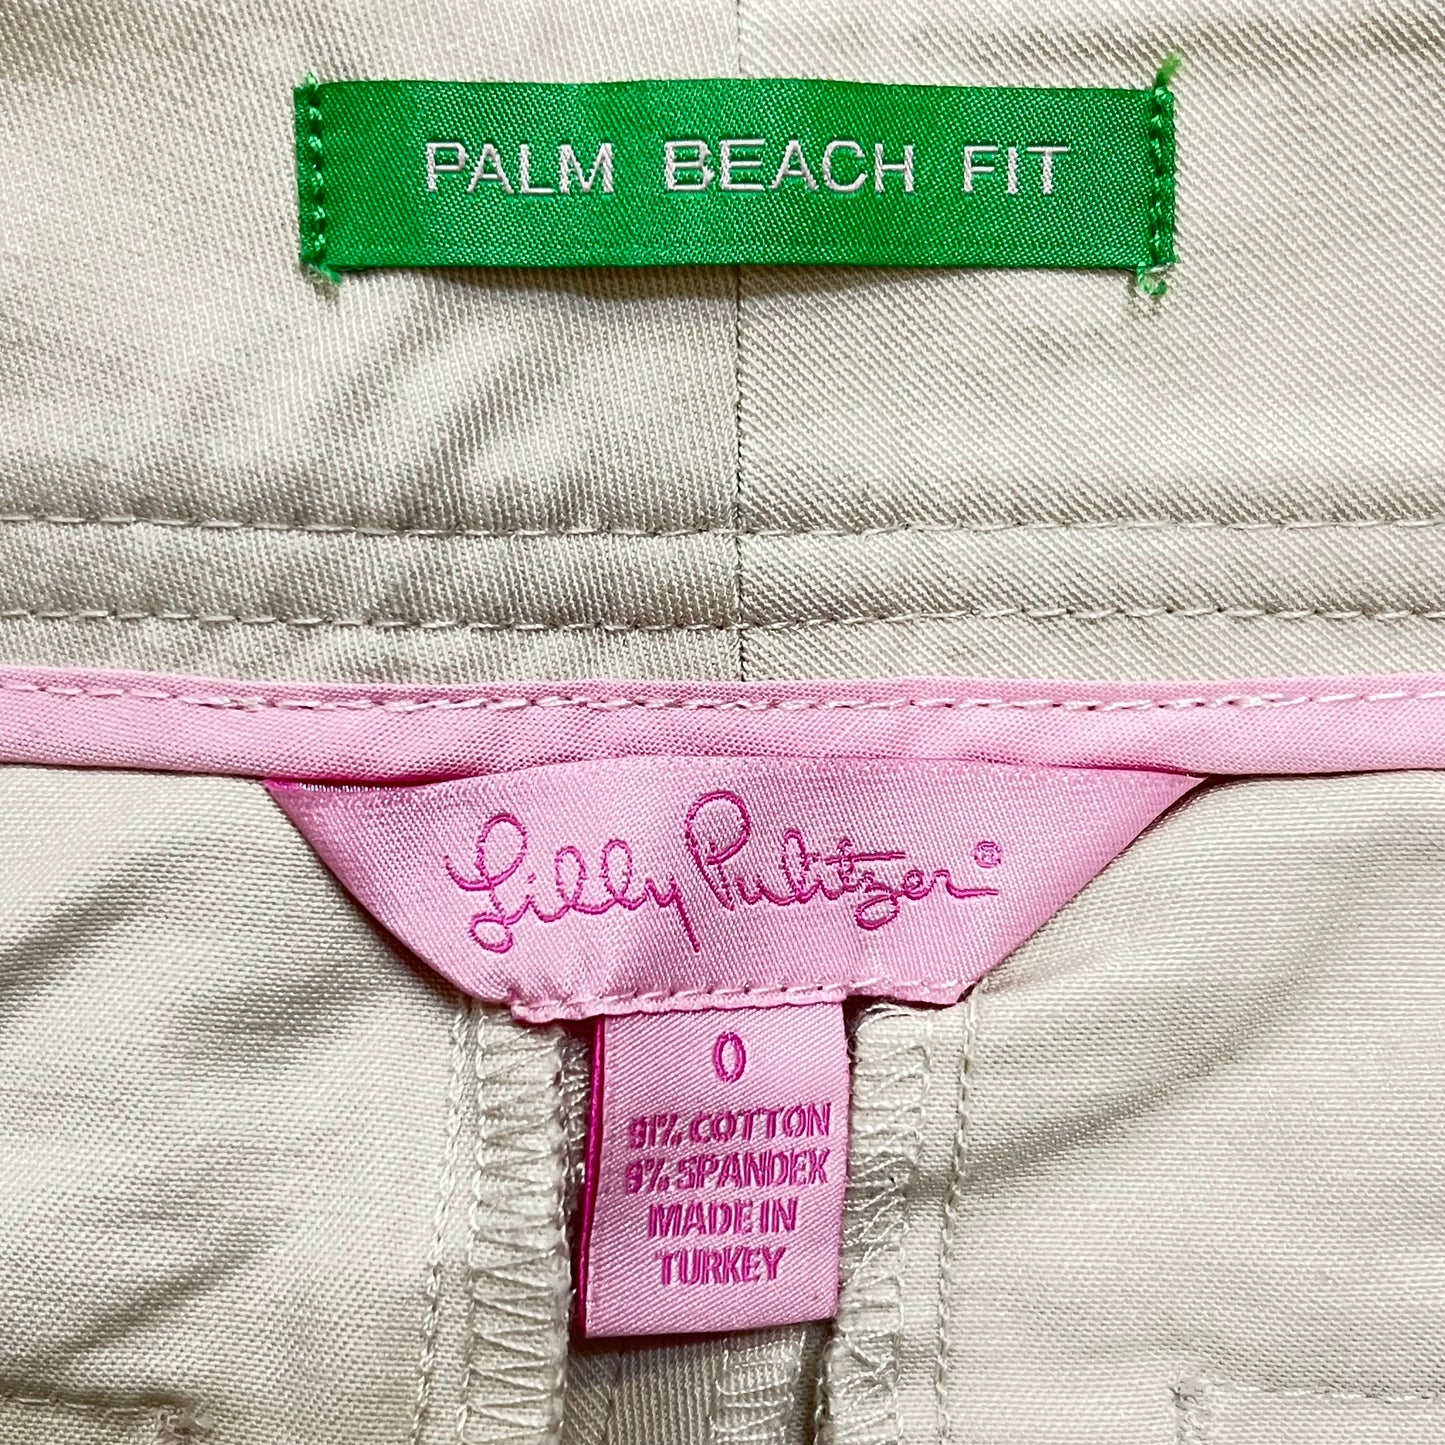 PALM BEACH FIT
Lilly Pulitzer®
0
91% COTTON
9% SPANDEX
MADE IN
TURKEY